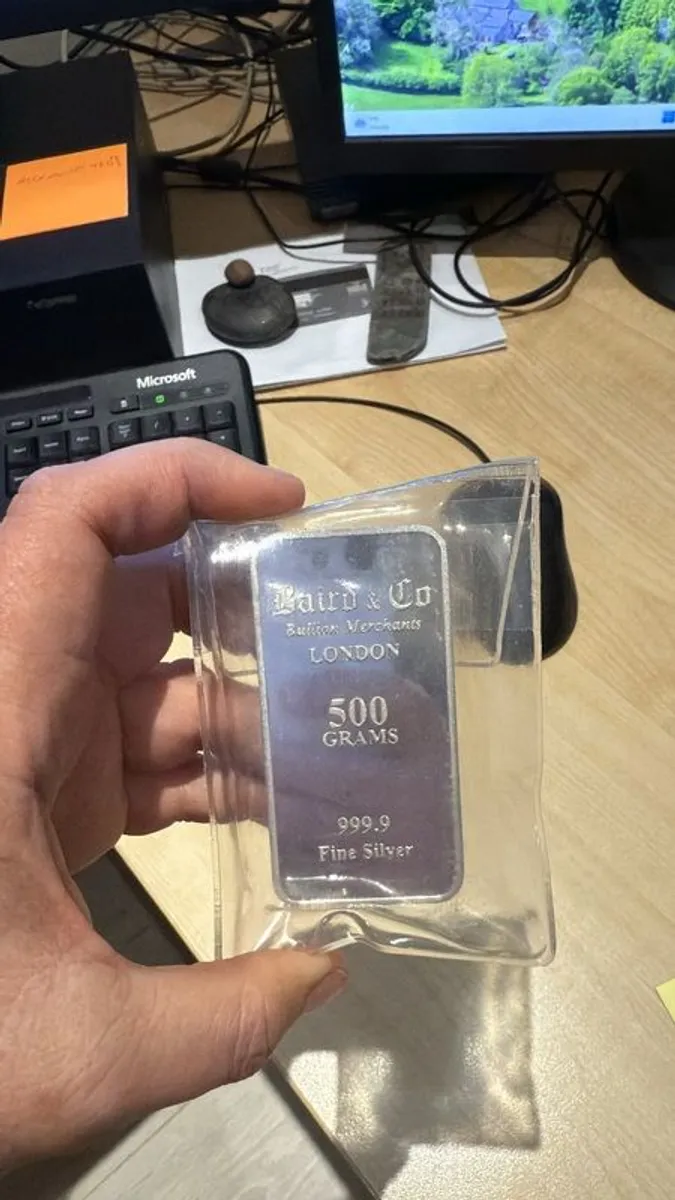 Microsoft
Baird & Co
Bullion Merchants
LONDON
500
GRAMS
999.9
Fine Silver